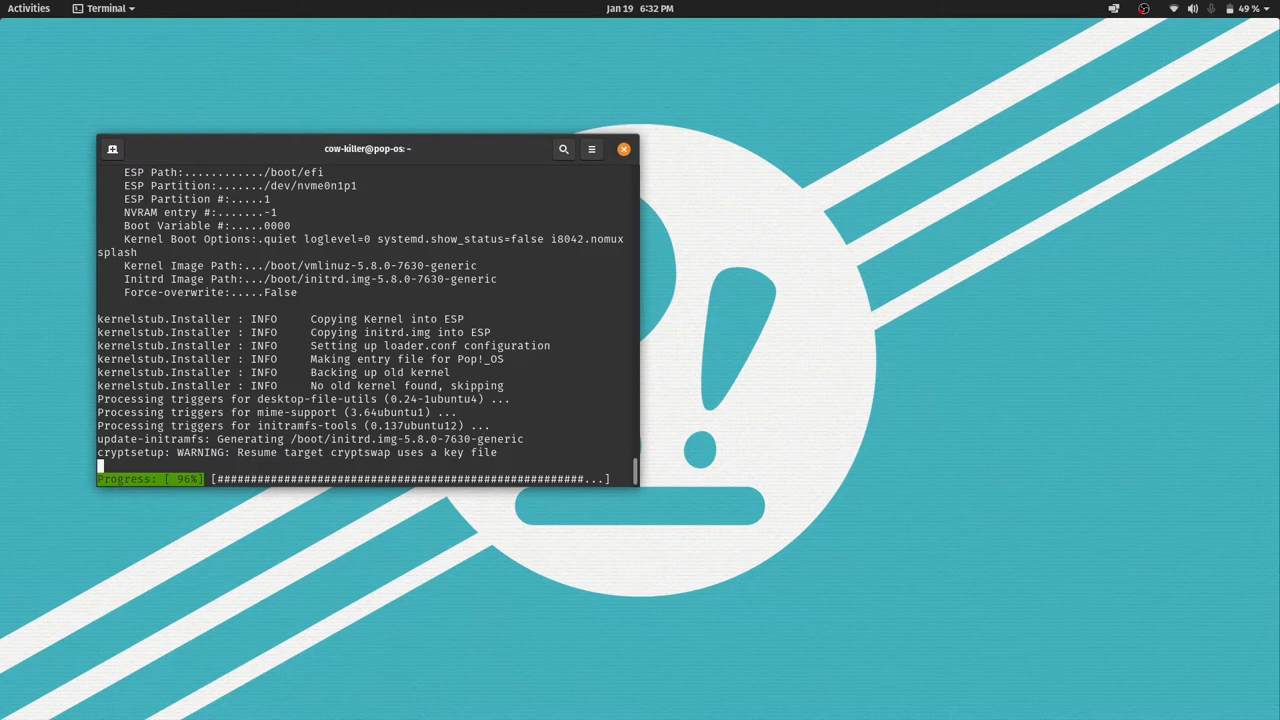 Activities
Terminal
Jan 19 6:32 PM
49 %
cow-killer@pop-os: ~
ESP Path:............/boot/efi
ESP Partition:......./dev/nvme0n1p1
ESP Partition #:.....1
NVRAM entry #:.......-1
Boot Variable #:.....0000
Kernel Boot Options:.quiet loglevel=0 systemd.show_status=false i8042.nomux
splash
Kernel Image Path:.../boot/vmlinuz-5.8.0-7630-generic
Initrd Image Path:.../boot/initrd.img-5.8.0-7630-generic
Force-overwrite:.....False
kernelstub.Installer : INFO     Copying Kernel into ESP
kernelstub.Installer : INFO     Copying initrd.img into ESP
kernelstub.Installer : INFO     Setting up loader.conf configuration
kernelstub.Installer : INFO     Making entry file for Pop!_OS
kernelstub.Installer : INFO     Backing up old kernel
kernelstub.Installer : INFO     No old kernel found, skipping
Processing triggers for desktop-file-utils (0.24-1ubuntu4) ...
Processing triggers for mime-support (3.64ubuntu1) ...
Processing triggers for initramfs-tools (0.137ubuntu12) ...
update-initramfs: Generating /boot/initrd.img-5.8.0-7630-generic
cryptsetup: WARNING: Resume target cryptswap uses a key file
Progress: [ 96%] [#######################################################...]